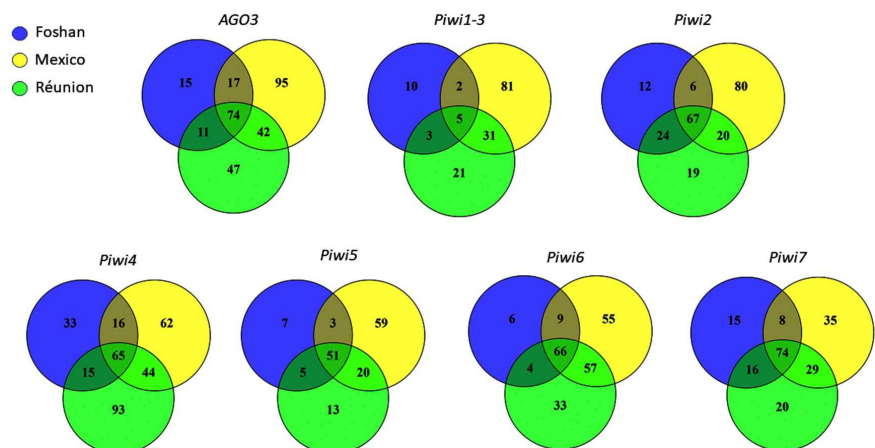 AGO3 Piwi1-3 Piwi2
Foshan
Mexico
Réunion
15 17 95
74
11 42
47
10 2 81
5
3 31
21
12 6 80
67
24 20
19
Piwi4 Piwi5 Piwi6 Piwi7
33 16 62
65
15 44
93
7 3 59
51
5 20
13
6 9 55
66
4 57
33
15 8 35
74
16 29
20